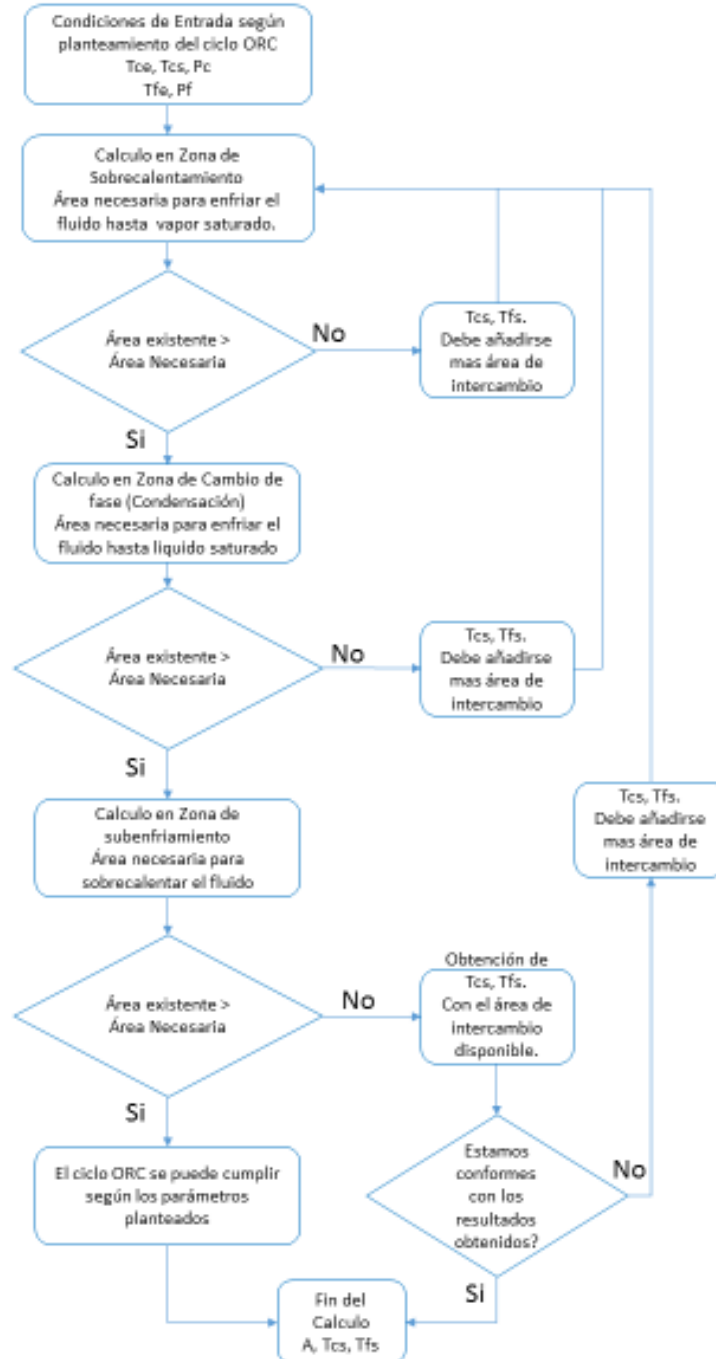 Condiciones de Entrada según
planteamiento del ciclo ORC
Tce, Tcs, Pc
Tfe, Pf
Calculo en Zona de
Sobrecalentamiento
Área necesaria para enfriar el
fluido hasta vapor saturado.
Área existente >
Área Necesaria
No
Tcs, Tfs.
Debe añadirse
mas área de
intercambio
Si
Calculo en Zona de Cambio de
fase (Condensación)
Área necesaria para enfriar el
fluido hasta liquido saturado
Área existente >
Área Necesaria
No
Tcs, Tfs.
Debe añadirse
mas área de
intercambio
Si
Calculo en Zona de
subenfriamiento
Área necesaria para
sobrecalentar el fluido
Tcs, Tfs.
Debe añadirse
mas área de
intercambio
Área existente >
Área Necesaria
No
Obtención de
Tcs, Tfs.
Con el área de
intercambio
disponible.
Si
El ciclo ORC se puede cumplir
según los parámetros
planteados
Estamos
conformes
con los
resultados
obtenidos?
No
Si
Fin del
Calculo
A, Tcs, Tfs